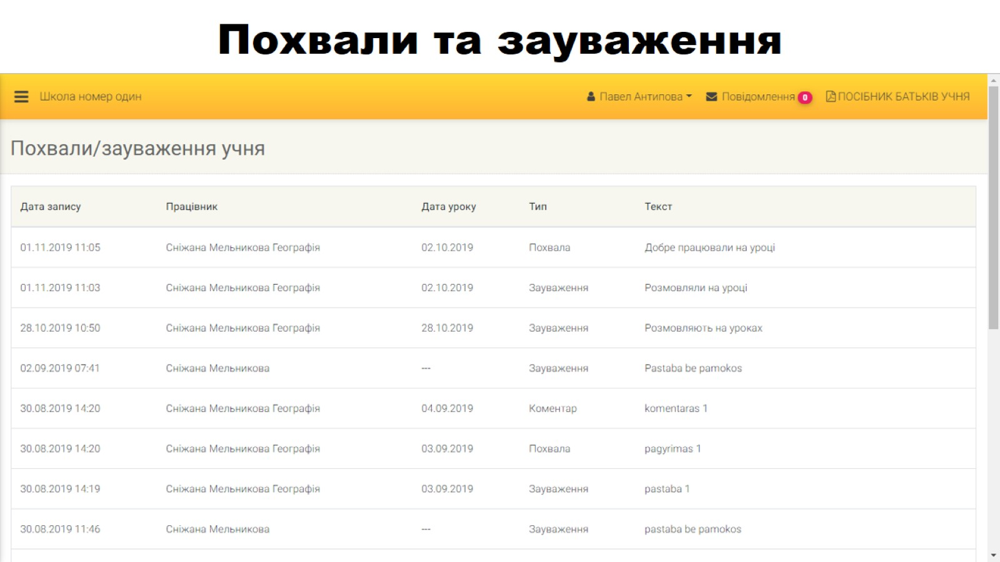 Похвали та зауваження
Школа номер один Павел Антипова Повідомлення 0 ПОСІБНИК БАТЬКІВ УЧНЯ
Похвали/зауваження учня
Дата запису Працівник Дата уроку Тип Текст
01.11.2019 11:05 Сніжана Мельникова Географія 02.10.2019 Похвала Добре працювали на уроці
01.11.2019 11:03 Сніжана Мельникова Географія 02.10.2019 Зауваження Розмовляли на уроці
28.10.2019 10:50 Сніжана Мельникова Географія 28.10.2019 Зауваження Розмовляють на уроках
02.09.2019 07:41 Сніжана Мельникова --- Зауваження Pastaba be pamokos
30.08.2019 14:20 Сніжана Мельникова Географія 04.09.2019 Коментар komentaras 1
30.08.2019 14:20 Сніжана Мельникова Географія 03.09.2019 Похвала pagyrimas 1
30.08.2019 14:19 Сніжана Мельникова Географія 03.09.2019 Зауваження pastaba 1
30.08.2019 11:46 Сніжана Мельникова --- Зауваження pastaba be pamokos